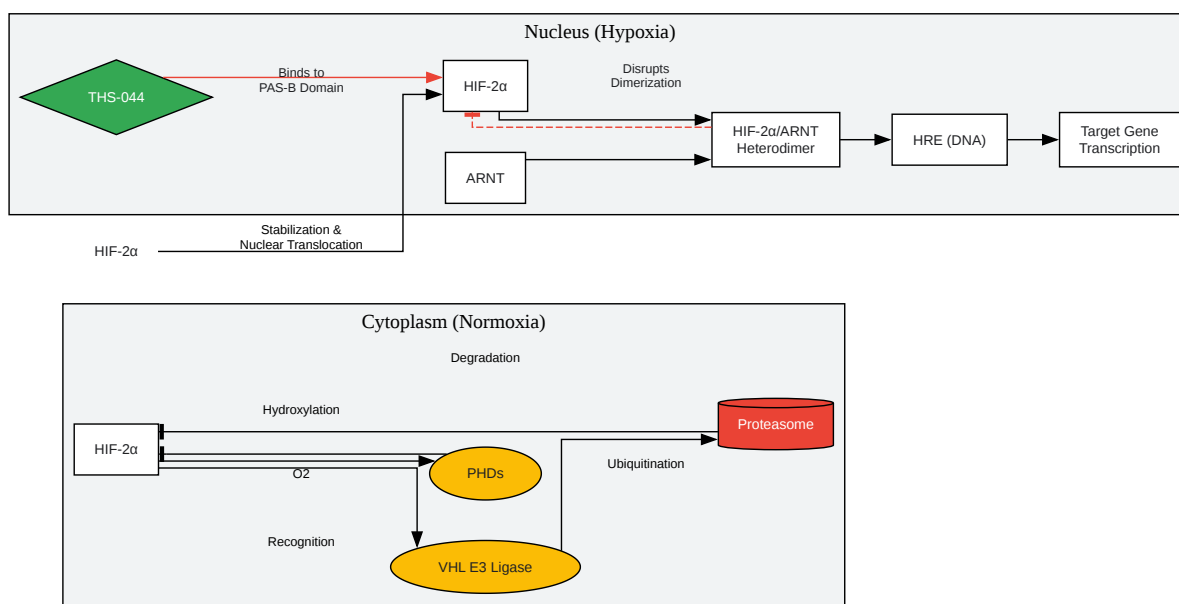 Nucleus (Hypoxia)
THS-044
Binds to
PAS-B Domain
HIF-2α
Disrupts
Dimerization
ARNT
HIF-2α/ARNT
Heterodimer
HRE (DNA)
Target Gene
Transcription
HIF-2α
Stabilization &
Nuclear Translocation
Cytoplasm (Normoxia)
Degradation
Hydroxylation
HIF-2α
O2
PHDs
Proteasome
Ubiquitination
Recognition
VHL E3 Ligase